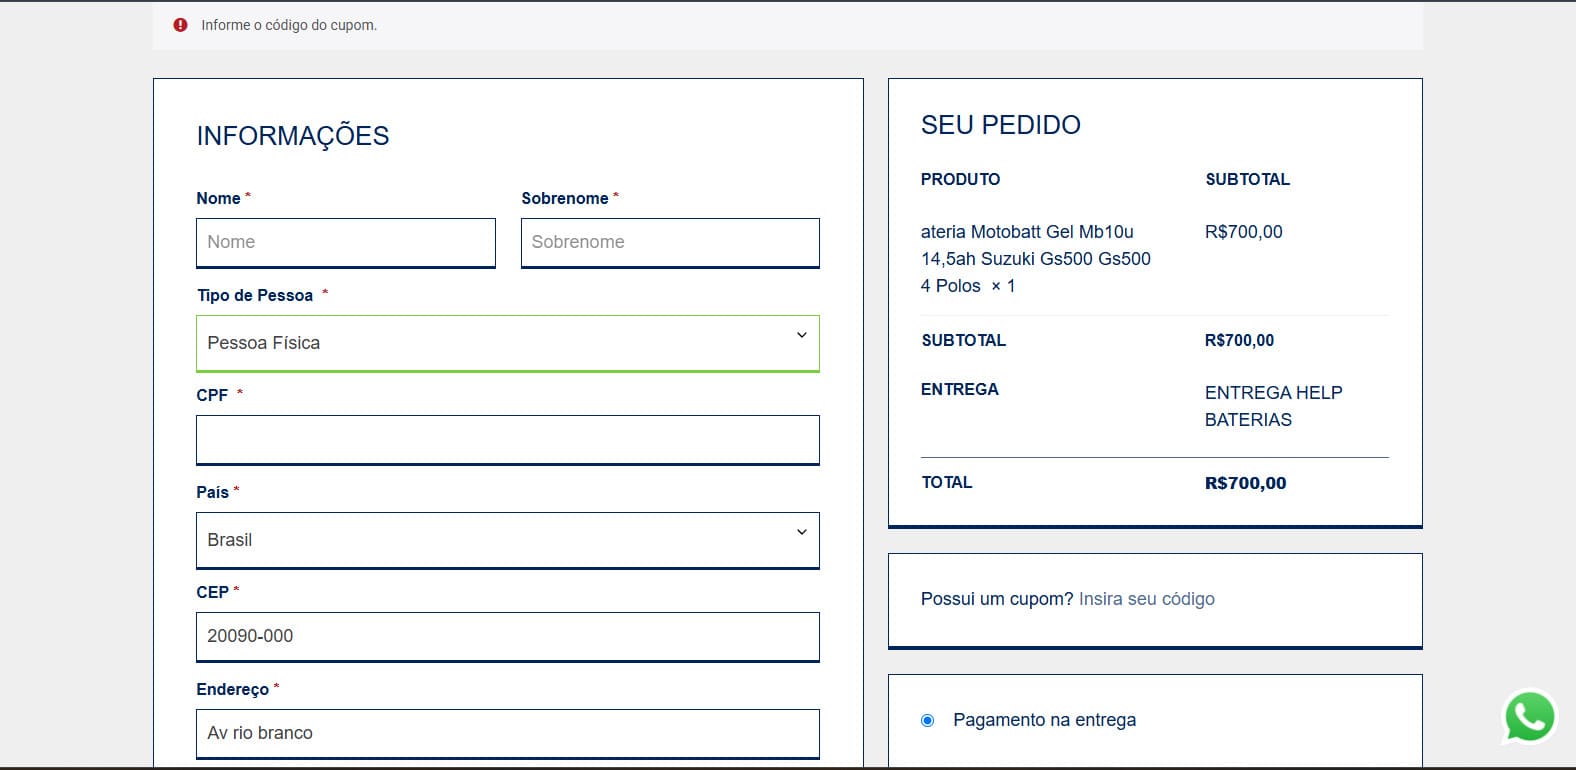 Informe o código do cupom.
INFORMAÇÕES
Nome *
Sobrenome *
Nome
Sobrenome
Tipo de Pessoa *
Pessoa Física
CPF *
País *
Brasil
CEP *
20090-000
Endereço *
Av rio branco
SEU PEDIDO
PRODUTO
SUBTOTAL
ateria Motobatt Gel Mb10u
14,5ah Suzuki Gs500 Gs500
4 Polos × 1
R$700,00
SUBTOTAL
R$700,00
ENTREGA
ENTREGA HELP
BATERIAS
TOTAL
R$700,00
Possui um cupom? Insira seu código
Pagamento na entrega